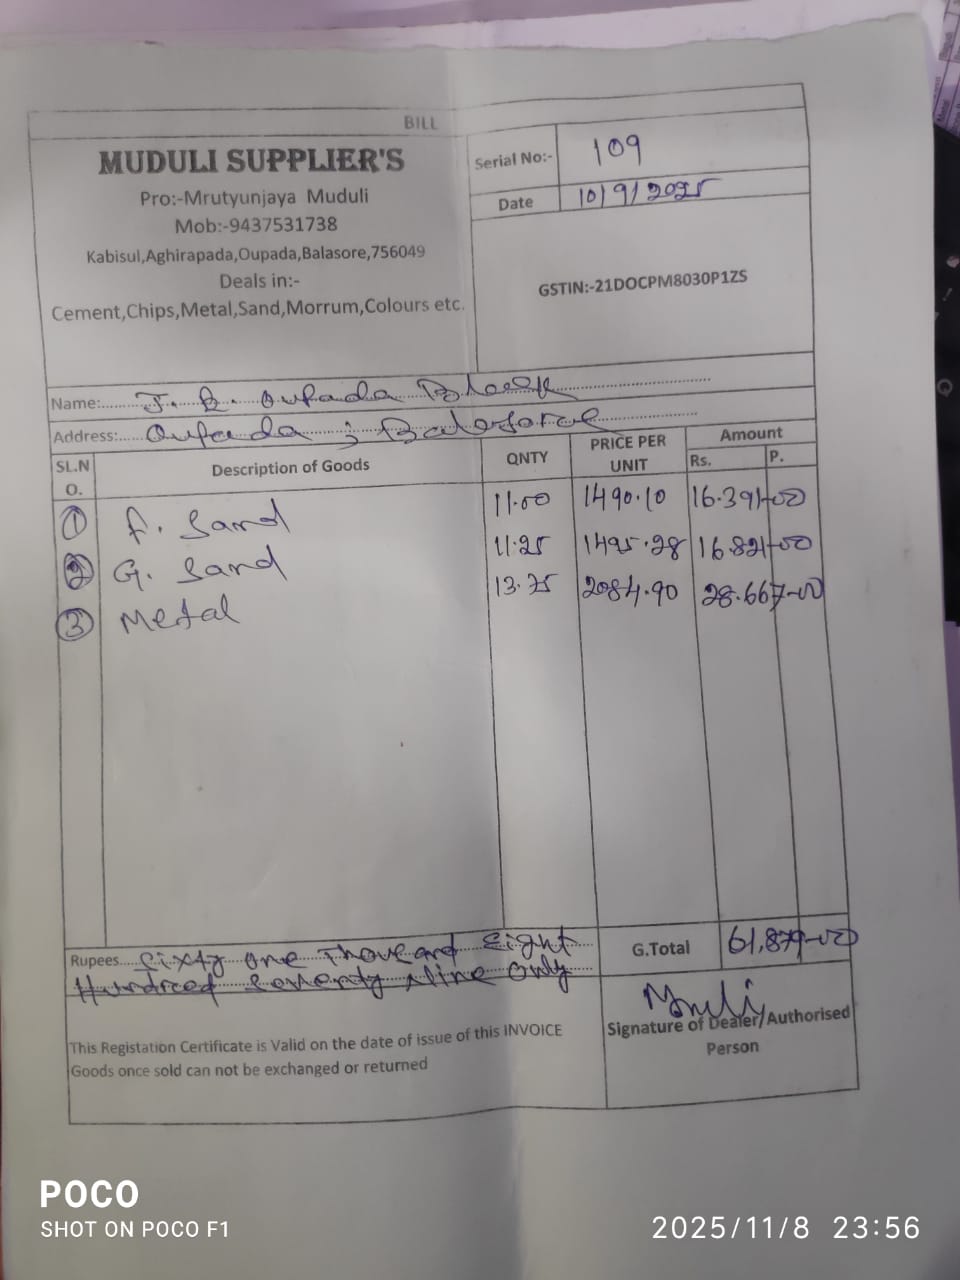 BILL
MUDULI SUPPLIER'S
Pro:-Mrutyunjaya Muduli
Mob:-9437531738
Kabisul,Aghirapada,Oupada,Balasore,756049
Deals in:-
Cement,Chips,Metal,Sand,Morrum,Colours etc.
Serial No:- 109
Date 10/9/2025
GSTIN:-21DOCPM8030P1ZS
Name:...... J. E. Oupada Block
Address:..... Oupada ; Balasore
SL.NO. Description of Goods QNTY PRICE PER UNIT Amount Rs. P.
① F. Sand 11.00 1490.10 16.391-00
② G. Sand 11.25 1495.28 16.821-00
③ Metal 13.75 2084.90 28.667-00
Rupees.... Sixty One Thousand Eight
Hundred Seventy Nine Only
G.Total 61,879-00
Signature of Dealer/Authorised
Person
This Registation Certificate is Valid on the date of issue of this INVOICE
Goods once sold can not be exchanged or returned
POCO
SHOT ON POCO F1
2025/11/8 23:56